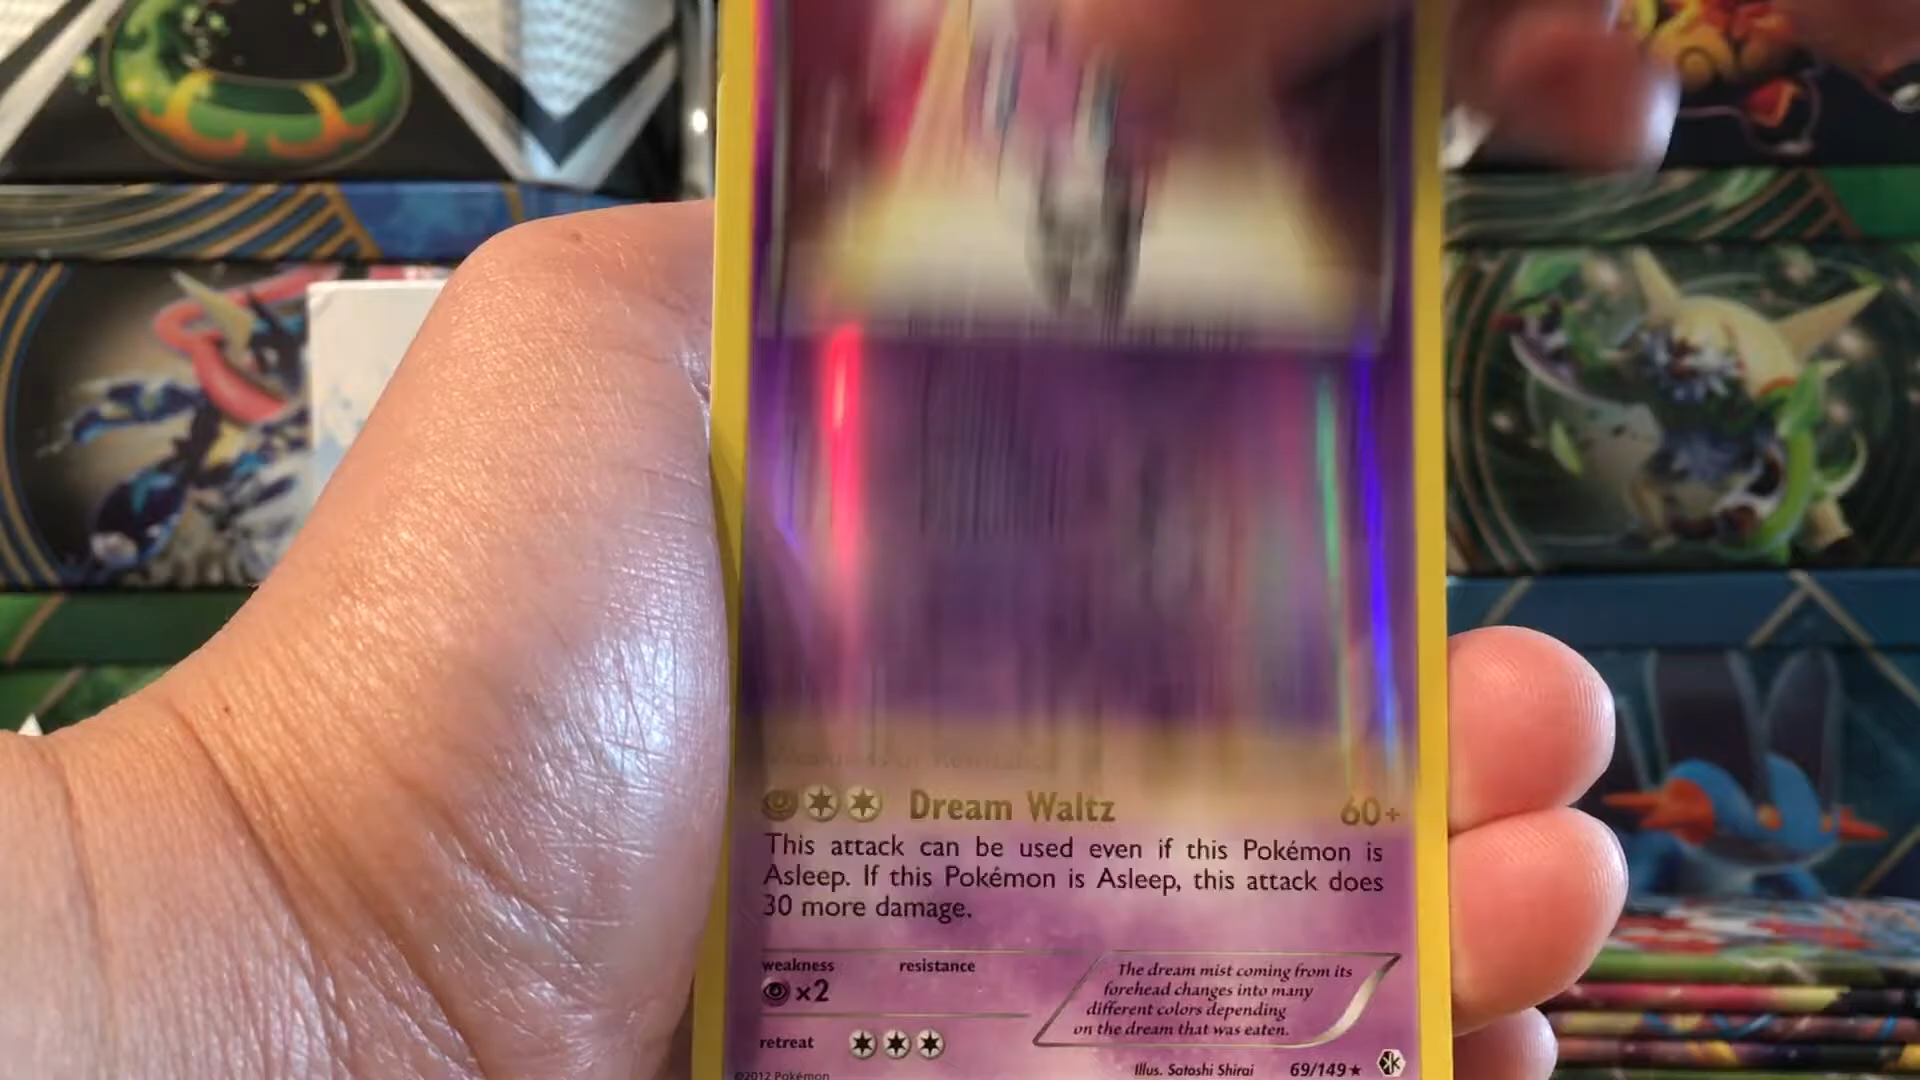 Dream Waltz 60+
This attack can be used even if this Pokémon is
Asleep. If this Pokémon is Asleep, this attack does
30 more damage.
weakness resistance
×2
The dream mist coming from its
forehead changes into many
different colors depending
on the dream that was eaten.
retreat
©2012 Pokémon
Illus. Satoshi Shirai 69/149★